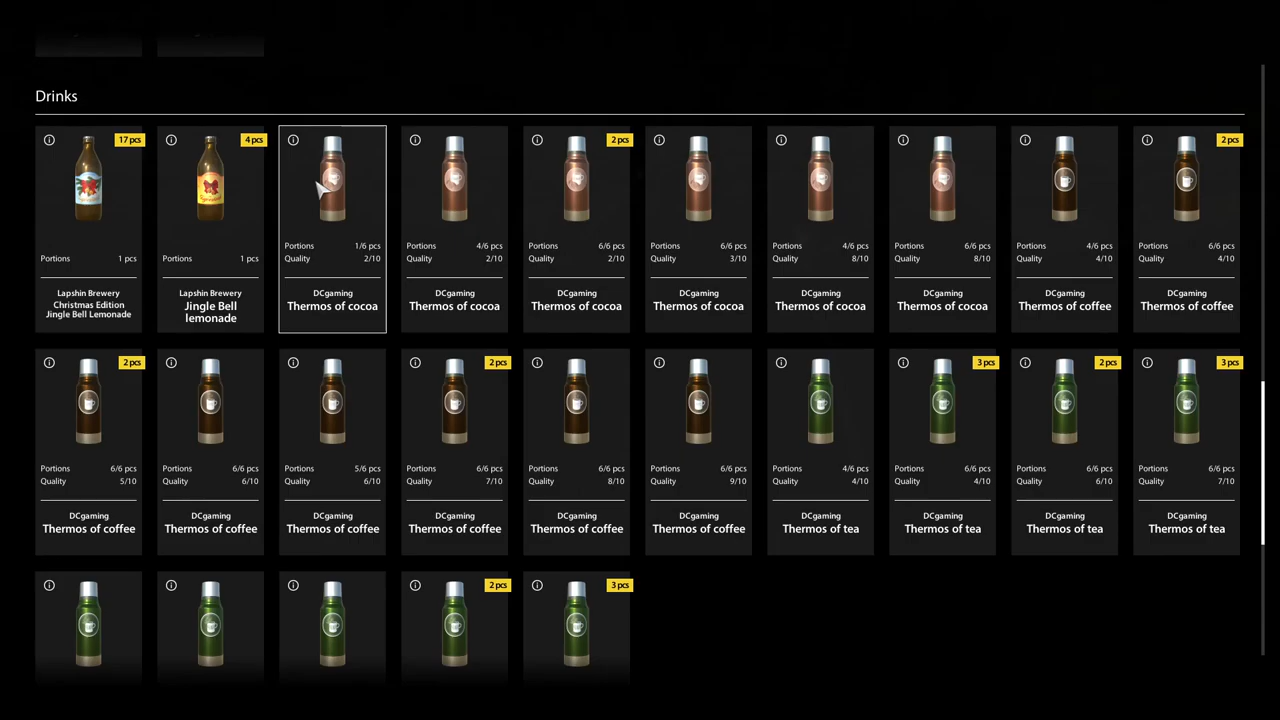 Drinks
17 pcs
Portions 1 pcs
Lapshin Brewery
Christmas Edition
Jingle Bell Lemonade
4 pcs
Portions 1 pcs
Lapshin Brewery
Jingle Bell
lemonade
Portions 1/6 pcs
Quality 2/10
DCgaming
Thermos of cocoa
Portions 4/6 pcs
Quality 2/10
DCgaming
Thermos of cocoa
2 pcs
Portions 6/6 pcs
Quality 2/10
DCgaming
Thermos of cocoa
Portions 6/6 pcs
Quality 3/10
DCgaming
Thermos of cocoa
Portions 4/6 pcs
Quality 8/10
DCgaming
Thermos of cocoa
Portions 6/6 pcs
Quality 8/10
DCgaming
Thermos of cocoa
Portions 4/6 pcs
Quality 4/10
DCgaming
Thermos of coffee
2 pcs
Portions 6/6 pcs
Quality 4/10
DCgaming
Thermos of coffee
2 pcs
Portions 6/6 pcs
Quality 5/10
DCgaming
Thermos of coffee
Portions 6/6 pcs
Quality 6/10
DCgaming
Thermos of coffee
Portions 5/6 pcs
Quality 6/10
DCgaming
Thermos of coffee
2 pcs
Portions 6/6 pcs
Quality 7/10
DCgaming
Thermos of coffee
Portions 6/6 pcs
Quality 8/10
DCgaming
Thermos of coffee
Portions 6/6 pcs
Quality 9/10
DCgaming
Thermos of coffee
Portions 4/6 pcs
Quality 4/10
DCgaming
Thermos of tea
3 pcs
Portions 6/6 pcs
Quality 4/10
DCgaming
Thermos of tea
2 pcs
Portions 6/6 pcs
Quality 6/10
DCgaming
Thermos of tea
3 pcs
Portions 6/6 pcs
Quality 7/10
DCgaming
Thermos of tea
2 pcs
3 pcs